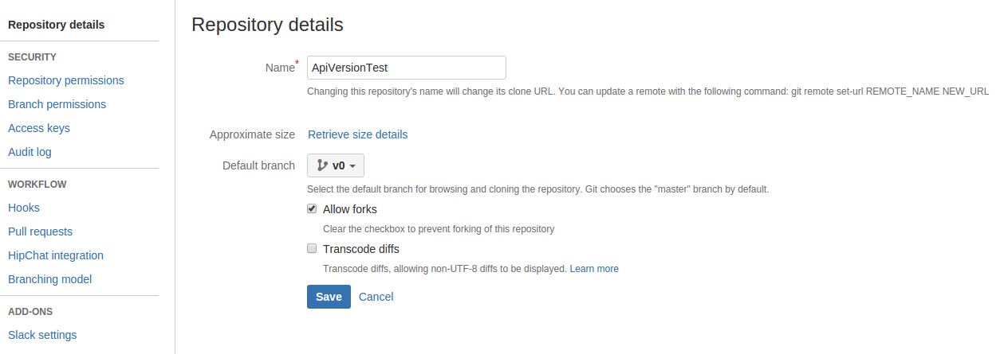 Repository details
SECURITY
Repository permissions
Branch permissions
Access keys
Audit log
WORKFLOW
Hooks
Pull requests
HipChat integration
Branching model
ADD-ONS
Slack settings
Repository details
Name* ApiVersionTest
Changing this repository's name will change its clone URL. You can update a remote with the following command: git remote set-url REMOTE_NAME NEW_URL
Approximate size Retrieve size details
Default branch v0
Select the default branch for browsing and cloning the repository. Git chooses the "master" branch by default.
Allow forks
Clear the checkbox to prevent forking of this repository
Transcode diffs
Transcode diffs, allowing non-UTF-8 diffs to be displayed. Learn more
Save Cancel